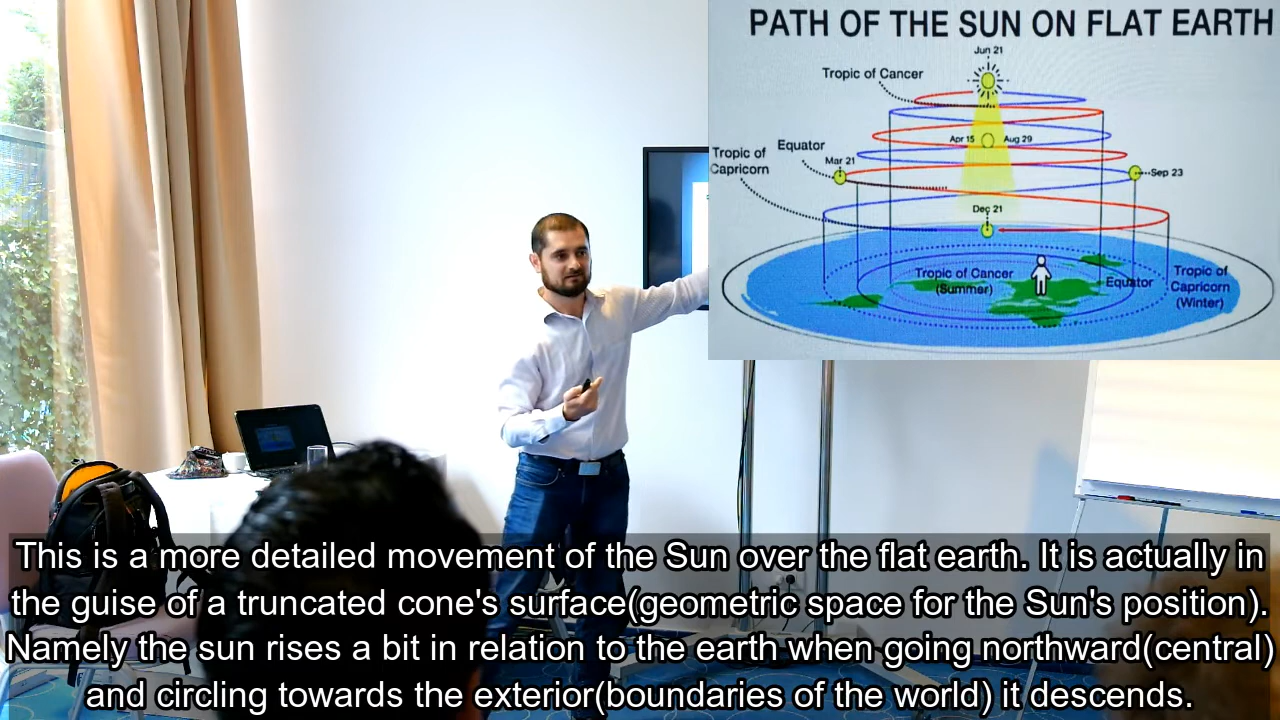 PATH OF THE SUN ON FLAT EARTH
Jun 21
Tropic of Cancer
Apr 15
Aug 29
Equator
Tropic of
Capricorn
Mar 21
Sep 23
Dec 21
Tropic of Cancer
(Summer)
Equator
Tropic of
Capricorn
(Winter)
This is a more detailed movement of the Sun over the flat earth. It is actually in
the guise of a truncated cone's surface(geometric space for the Sun's position).
Namely the sun rises a bit in relation to the earth when going northward(central)
and circling towards the exterior(boundaries of the world) it descends.